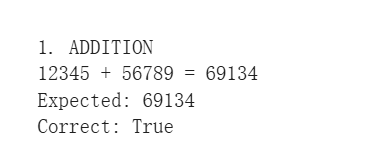 1. ADDITION
12345 + 56789 = 69134
Expected: 69134
Correct: True